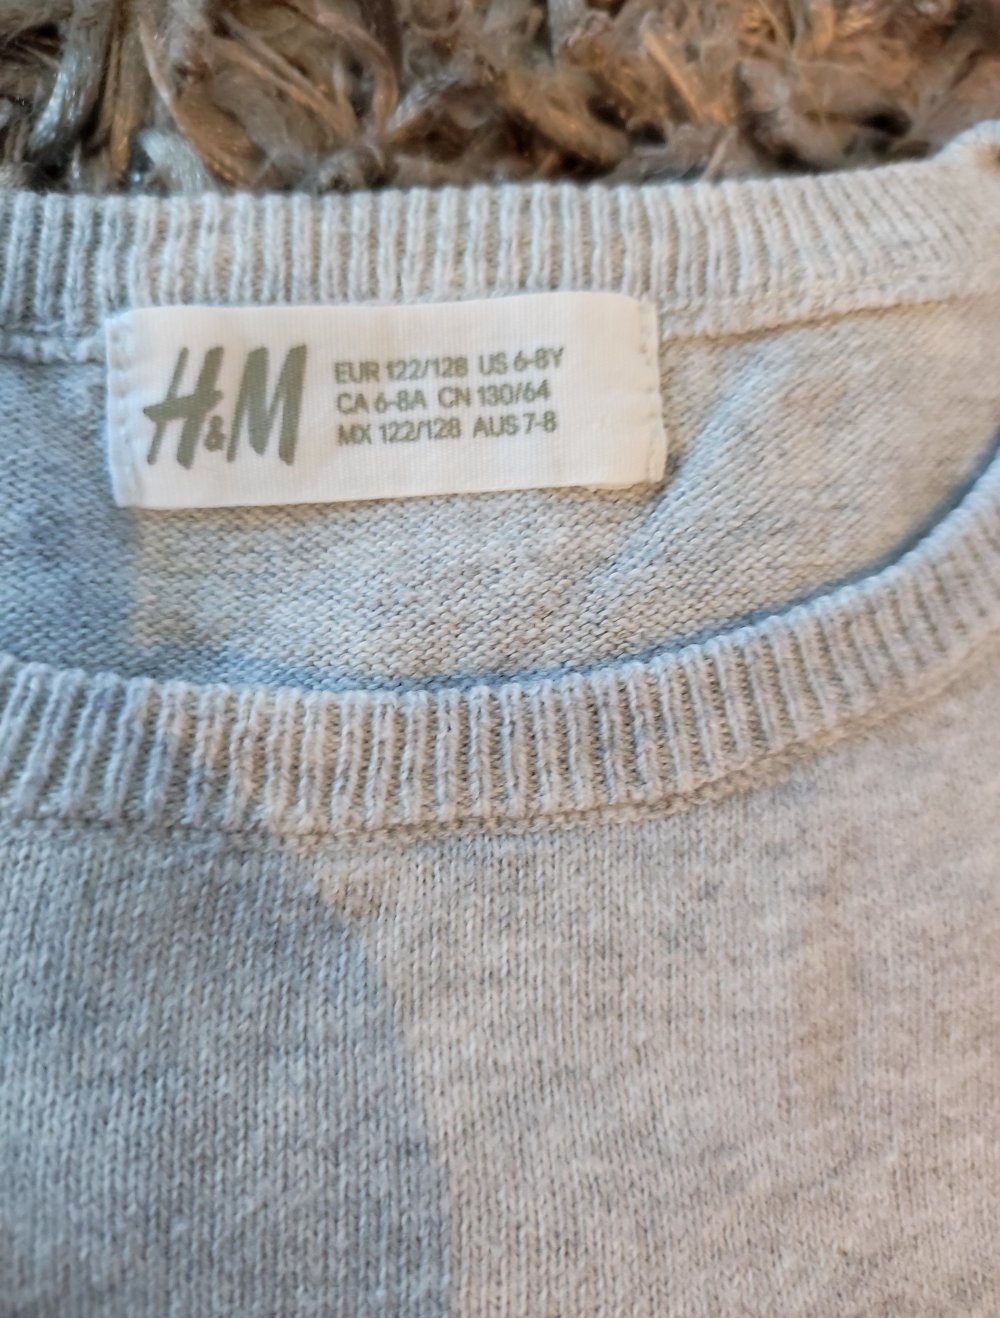 H&M
EUR 122/128 US 6-8Y
CA 6-8A CN 130/64
MX 122/128 AUS 7-8